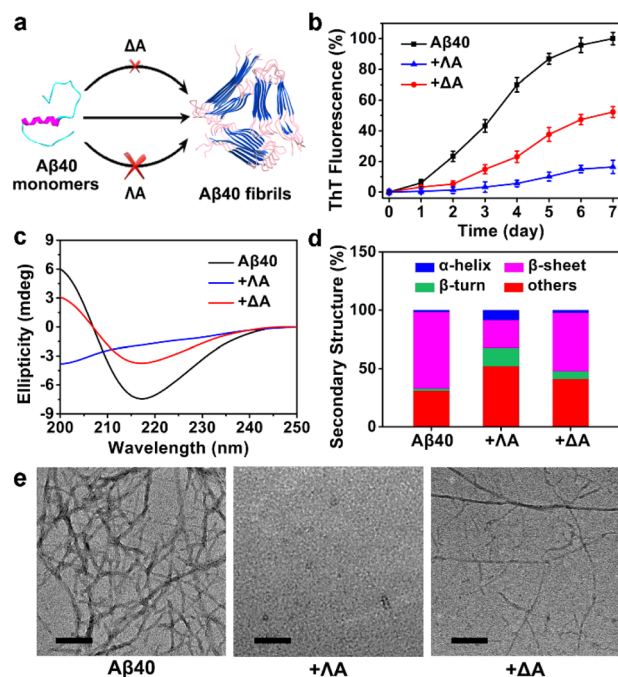 a
ΔA
Aβ40
monomers
ΛA
Aβ40 fibrils
b
ThT Fluorescence (%)
100
80
60
40
20
0
Aβ40
+ΛA
+ΔA
0 1 2 3 4 5 6 7
Time (day)
c
Ellipticity (mdeg)
9
6
3
0
-3
-6
-9
Aβ40
+ΛA
+ΔA
200 210 220 230 240 250
Wavelength (nm)
d
Secondary Structure (%)
150
100
50
0
α-helix β-sheet
β-turn others
Aβ40 +ΛA +ΔA
e
Aβ40 +ΛA +ΔA